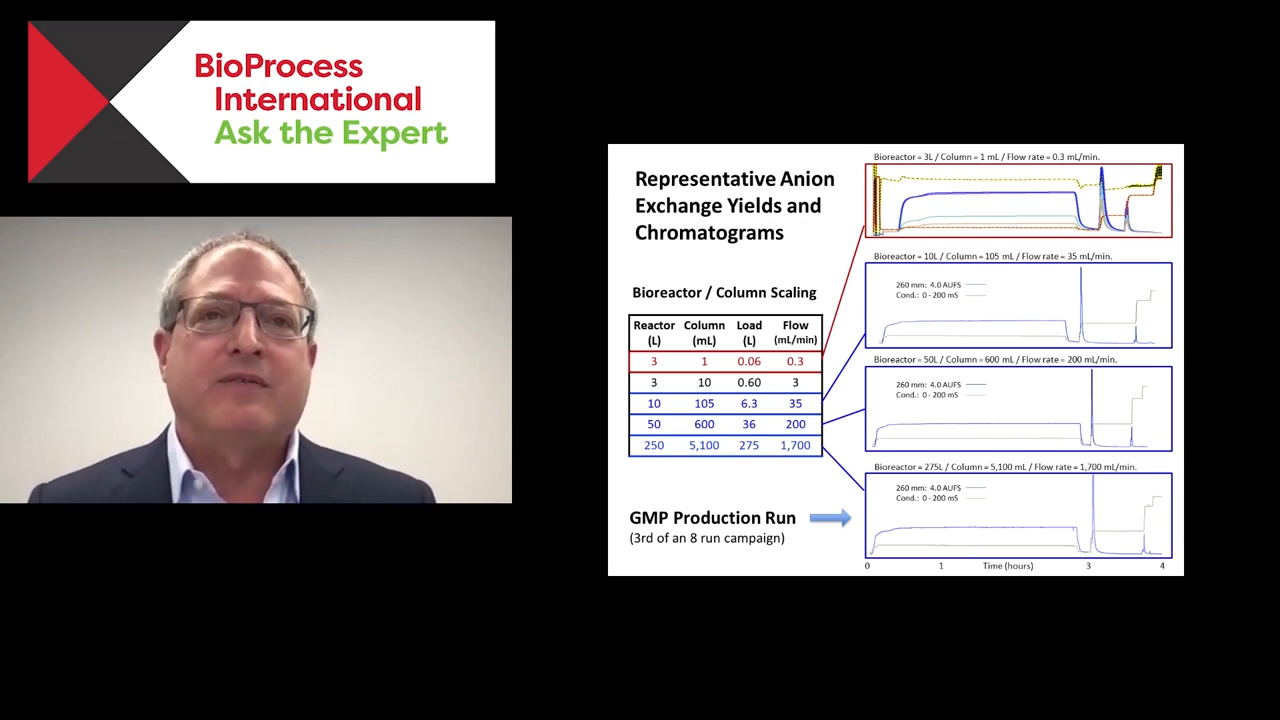 BioProcess
International
Ask the Expert
Representative Anion
Exchange Yields and
Chromatograms
Bioreactor / Column Scaling
Reactor (L) Column (mL) Load (L) Flow (mL/min)
3 1 0.06 0.3
3 10 0.60 3
10 105 6.3 35
50 600 36 200
250 5,100 275 1,700
GMP Production Run
(3rd of an 8 run campaign)
Bioreactor = 3L / Column = 1 mL / Flow rate = 0.3 mL/min.
Bioreactor = 10L / Column = 105 mL / Flow rate = 35 mL/min.
260 mm: 4.0 AUFS
Cond.: 0 - 200 mS
Bioreactor = 50L / Column = 600 mL / Flow rate = 200 mL/min.
260 mm: 4.0 AUFS
Cond.: 0 - 200 mS
Bioreactor = 275L / Column = 5,100 mL / Flow rate = 1,700 mL/min.
260 mm: 4.0 AUFS
Cond.: 0 - 200 mS
0 1 Time (hours) 3 4